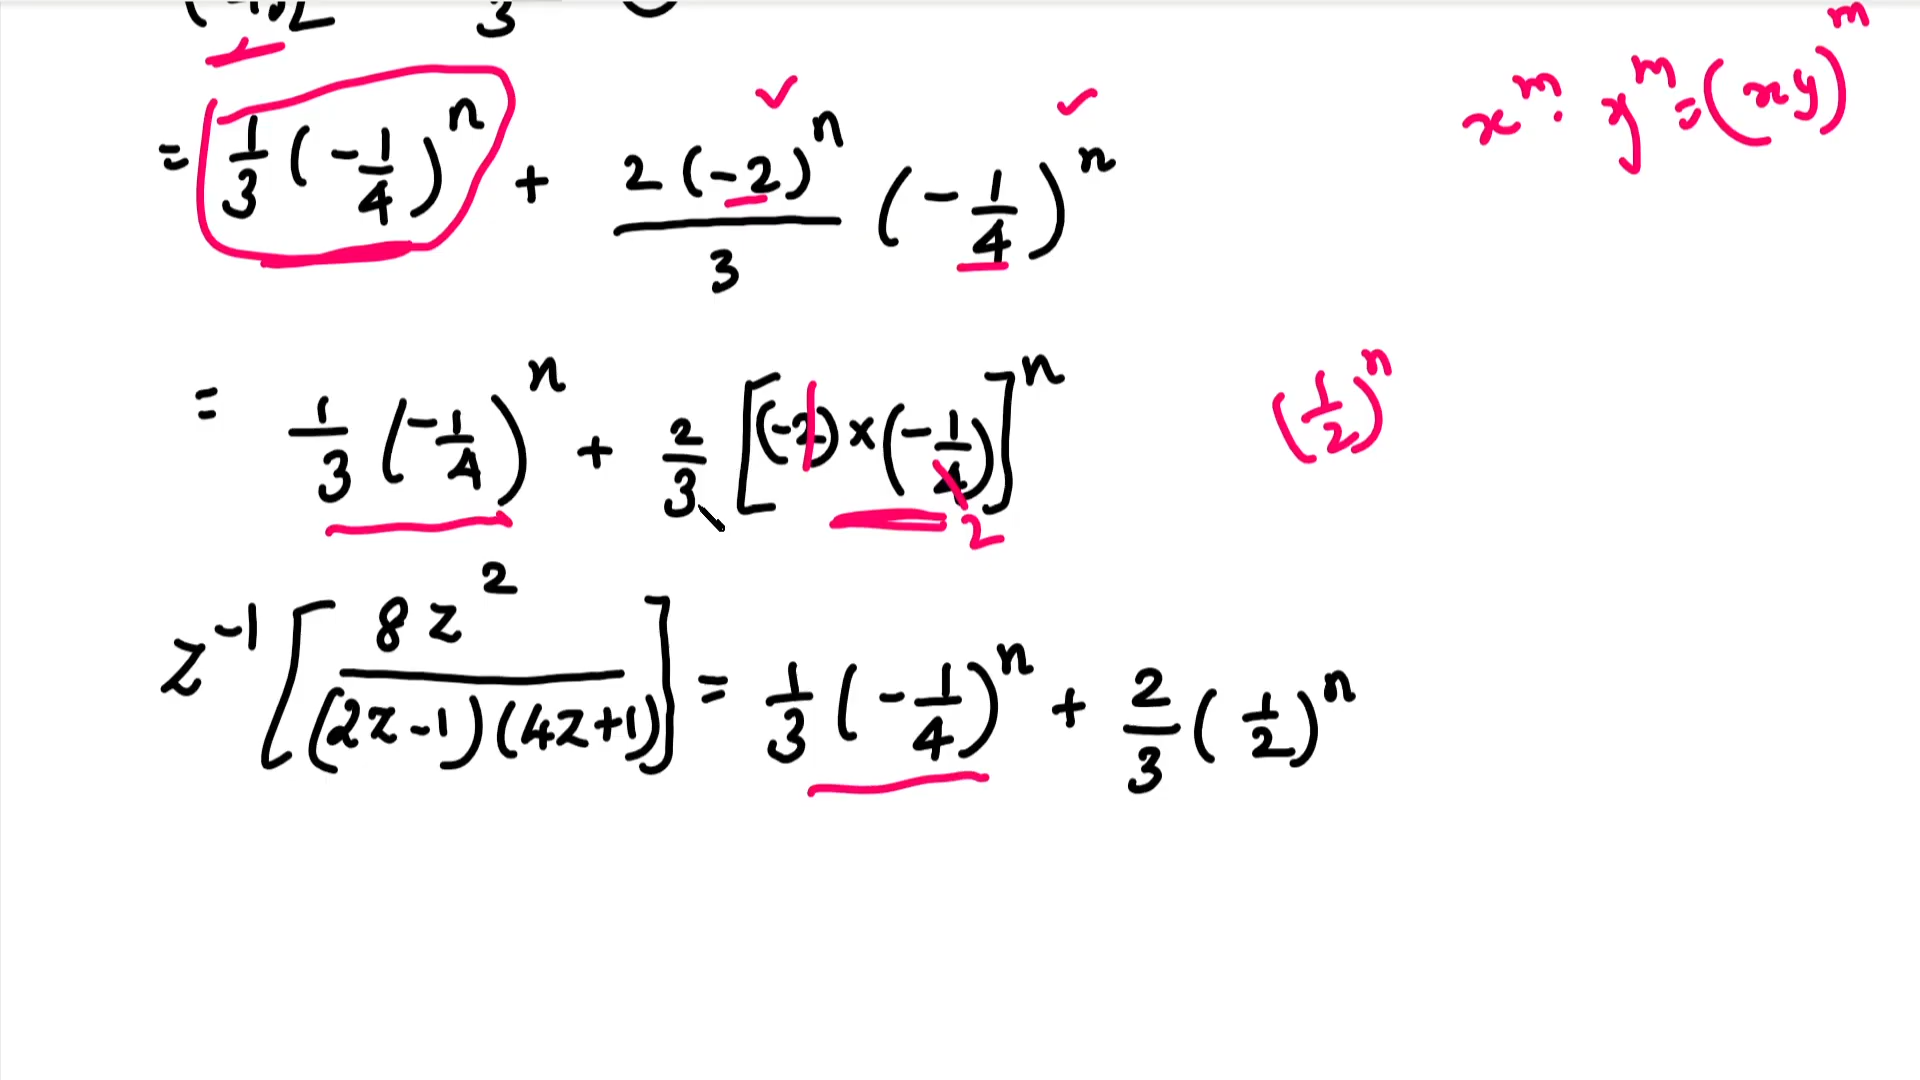 x^m · y^m = (xy)^m
= 1/3 (-1/4)^n + 2(-2)^n/3 (-1/4)^n
= 1/3 (-1/4)^n + 2/3 [(-2) × (-1/4)]^n (1/2)^n
2
z^-1 [8z^2/(2z-1)(4z+1)] = 1/3 (-1/4)^n + 2/3 (1/2)^n